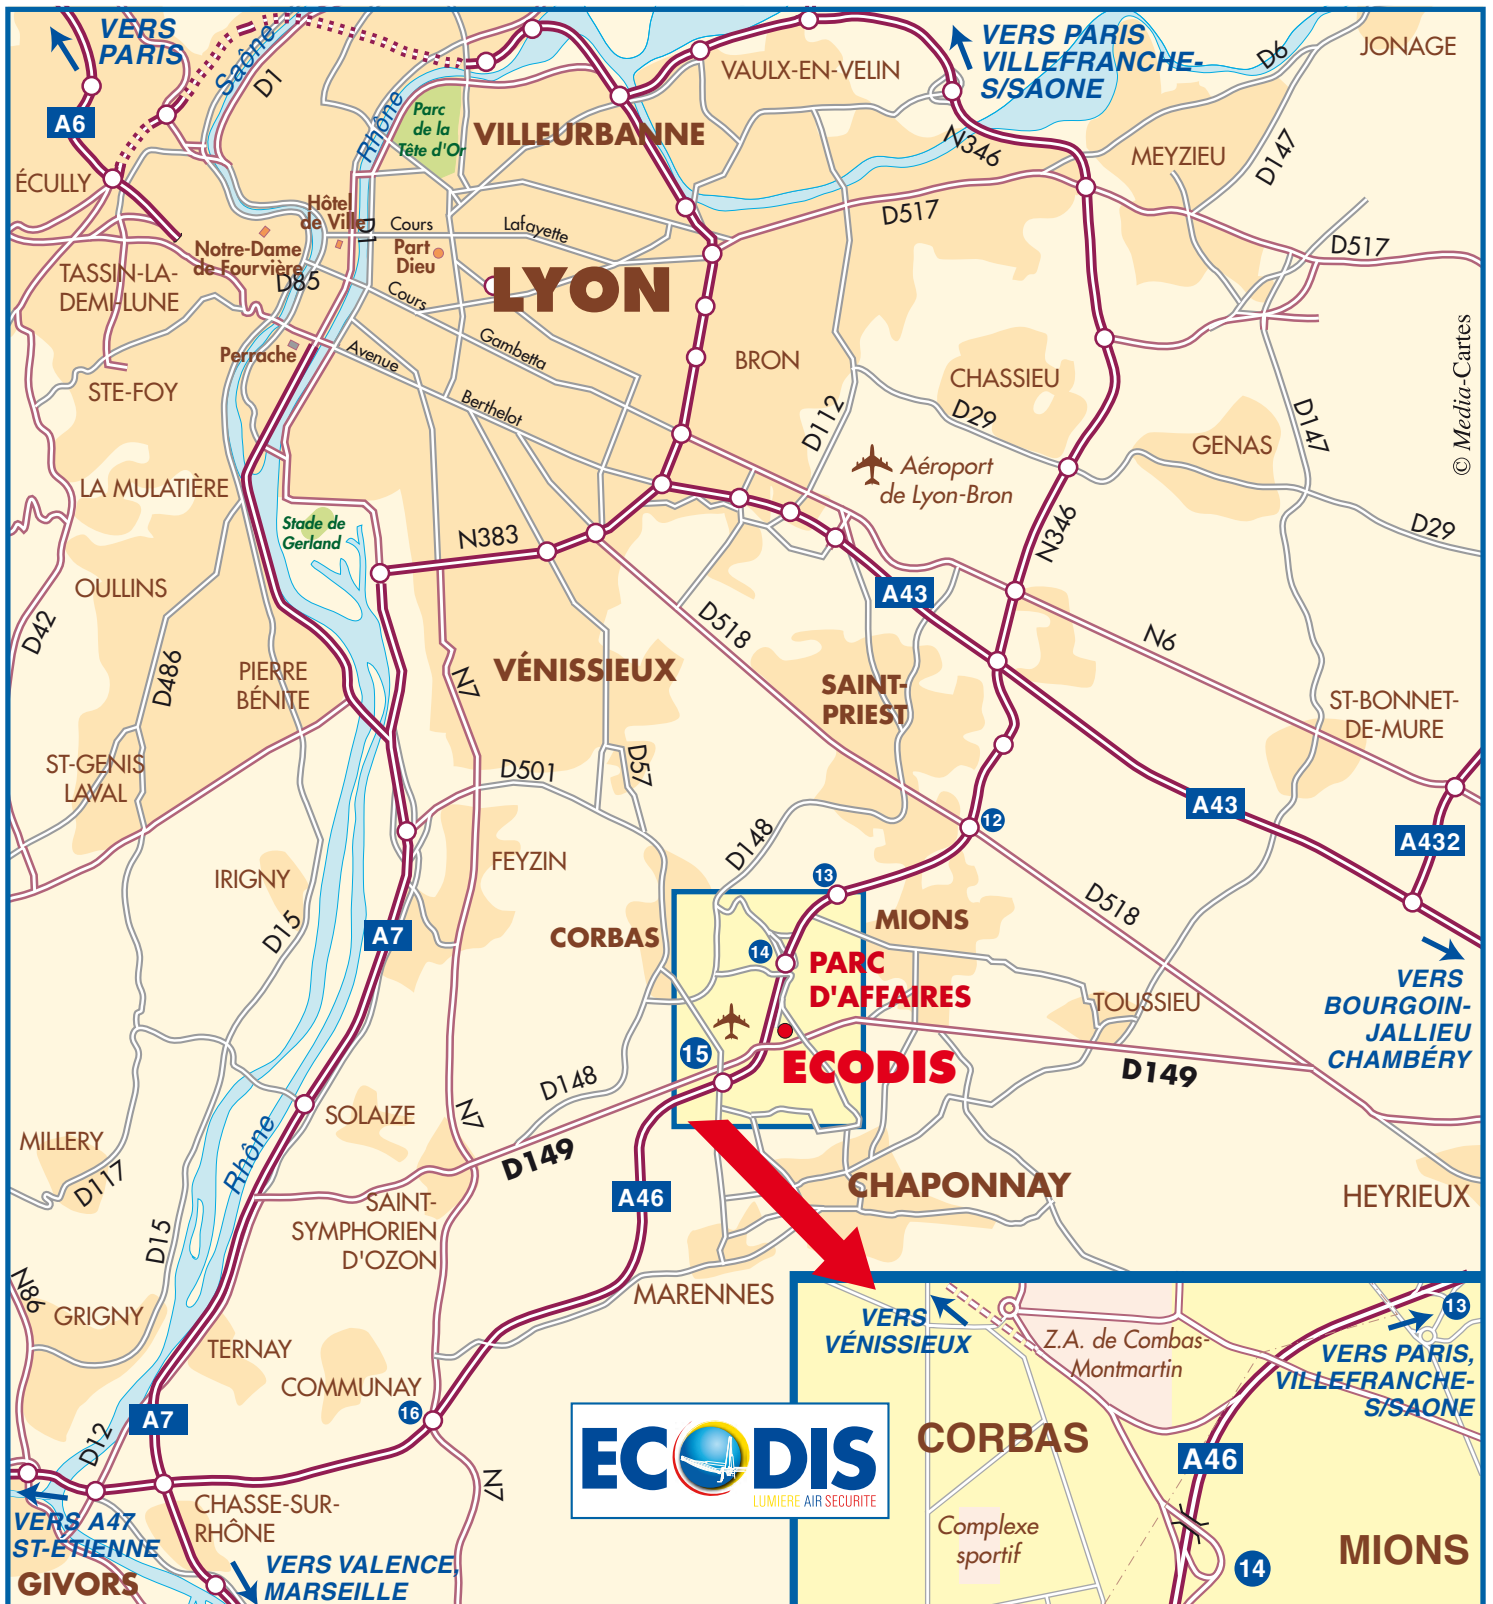 VERS
PARIS
Saône
D1
A6
ÉCULLY
Rhône
Parc
de la
Tête d'Or
VILLEURBANNE
VAULX-EN-VELIN
VERS PARIS
VILLEFRANCHE-
S/SAONE
D6
JONAGE
N346
MEYZIEU
D147
D517
D517
Hôtel
de Ville
D1
Cours
Lafayette
Notre-Dame
de Fourvière
Part
Dieu
TASSIN-LA-
DEMI-LUNE
D85
LYON
Cours
Gambetta
Perrache
Avenue
Berthelot
STE-FOY
BRON
CHASSIEU
D112
D29
D147
GENAS
© Media-Cartes
Aéroport
de Lyon-Bron
LA MULATIÈRE
Stade de
Gerland
N383
N346
D29
OULLINS
D42
A43
D518
N6
D486
PIERRE
BÉNITE
N7
VÉNISSIEUX
SAINT-
PRIEST
ST-BONNET-
DE-MURE
ST-GENIS
LAVAL
D501
D57
A43
12
A432
D148
FEYZIN
IRIGNY
13
D518
D15
A7
CORBAS
MIONS
14
PARC
D'AFFAIRES
VERS
BOURGOIN-
JALLIEU
CHAMBÉRY
TOUSSIEU
15
ECODIS
D149
D148
SOLAIZE
N7
MILLERY
D117
Rhône
D149
A46
CHAPONNAY
HEYRIEUX
SAINT-
SYMPHORIEN
D'OZON
D15
N86
GRIGNY
MARENNES
TERNAY
COMMUNAY
16
A7
D12
N7
ECODIS
LUMIERE AIR SECURITE
CHASSE-SUR-
RHÔNE
VERS A47
ST-ETIENNE
GIVORS
VERS VALENCE,
MARSEILLE
VERS
VÉNISSIEUX
Z.A. de Combas-
Montmartin
13
VERS PARIS,
VILLEFRANCHE-
S/SAONE
CORBAS
A46
Complexe
sportif
MIONS
14